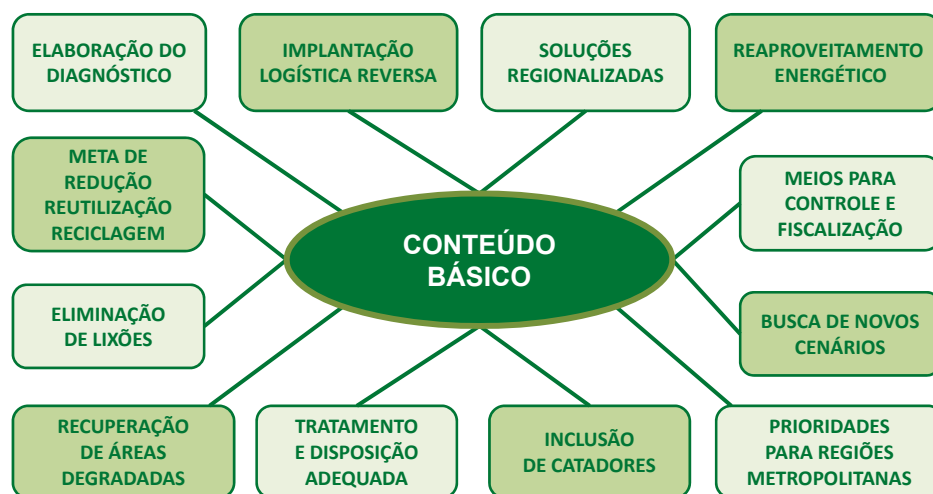 ELABORAÇÃO DO
DIAGNÓSTICO
IMPLANTAÇÃO
LOGÍSTICA REVERSA
SOLUÇÕES
REGIONALIZADAS
REAPROVEITAMENTO
ENERGÉTICO
META DE
REDUÇÃO
REUTILIZAÇÃO
RECICLAGEM
MEIOS PARA
CONTROLE E
FISCALIZAÇÃO
CONTEÚDO
BÁSICO
ELIMINAÇÃO
DE LIXÕES
BUSCA DE NOVOS
CENÁRIOS
RECUPERAÇÃO
DE ÁREAS
DEGRADADAS
TRATAMENTO
E DISPOSIÇÃO
ADEQUADA
INCLUSÃO
DE CATADORES
PRIORIDADES
PARA REGIÕES
METROPOLITANAS